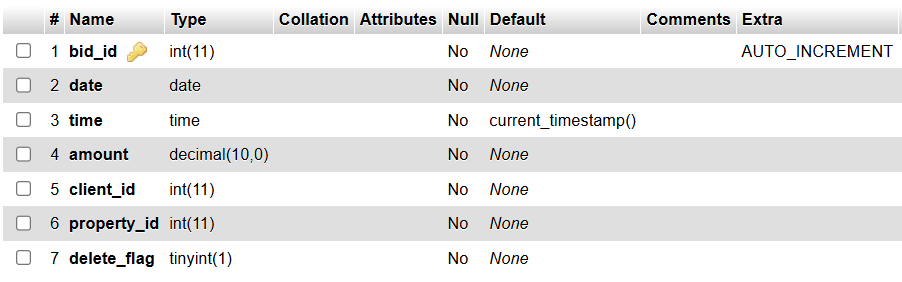 # Name Type Collation Attributes Null Default Comments Extra
1 bid_id int(11) No None AUTO_INCREMENT
2 date date No None
3 time time No current_timestamp()
4 amount decimal(10,0) No None
5 client_id int(11) No None
6 property_id int(11) No None
7 delete_flag tinyint(1) No None